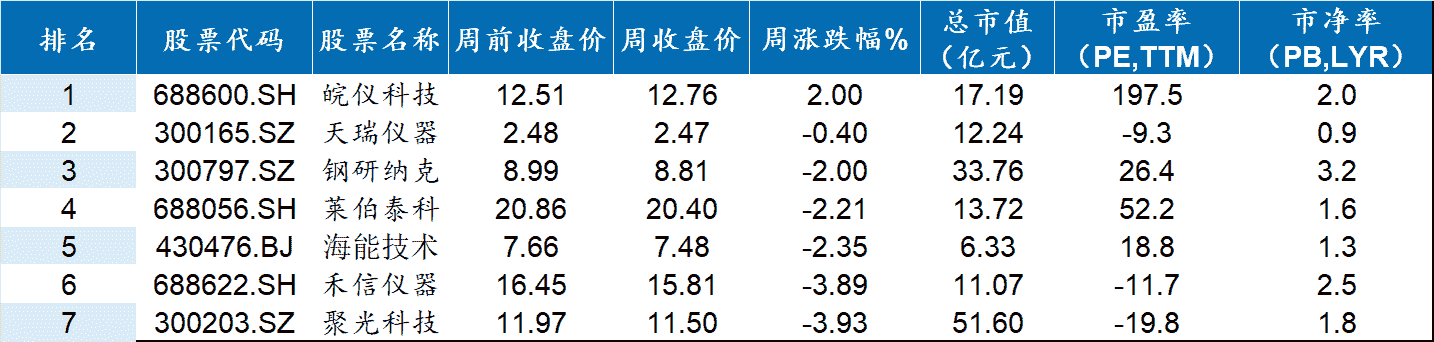 排名 股票代码 股票名称 周前收盘价 周收盘价 周涨跌幅% 总市值（亿元） 市盈率（PE,TTM） 市净率（PB,LYR）
1 688600.SH 皖仪科技 12.51 12.76 2.00 17.19 197.5 2.0
2 300165.SZ 天瑞仪器 2.48 2.47 -0.40 12.24 -9.3 0.9
3 300797.SZ 钢研纳克 8.99 8.81 -2.00 33.76 26.4 3.2
4 688056.SH 莱伯泰科 20.86 20.40 -2.21 13.72 52.2 1.6
5 430476.BJ 海能技术 7.66 7.48 -2.35 6.33 18.8 1.3
6 688622.SH 禾信仪器 16.45 15.81 -3.89 11.07 -11.7 2.5
7 300203.SZ 聚光科技 11.97 11.50 -3.93 51.60 -19.8 1.8